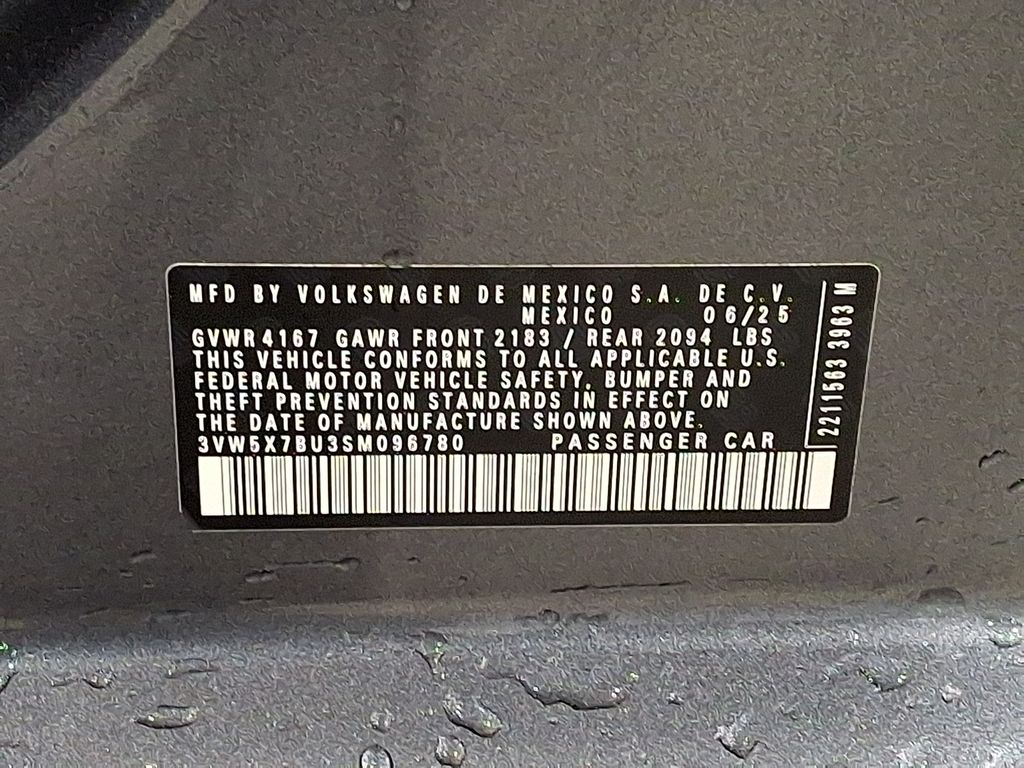 MFD BY VOLKSWAGEN DE MEXICO S.A. DE C.V.
MEXICO 06/25
GVWR 4167 GAWR FRONT 2183 / REAR 2094 LBS
THIS VEHICLE CONFORMS TO ALL APPLICABLE U.S.
FEDERAL MOTOR VEHICLE SAFETY, BUMPER AND
THEFT PREVENTION STANDARDS IN EFFECT ON
THE DATE OF MANUFACTURE SHOWN ABOVE.
3VW5X7BU3SM096780 PASSENGER CAR
2211563 3963 M